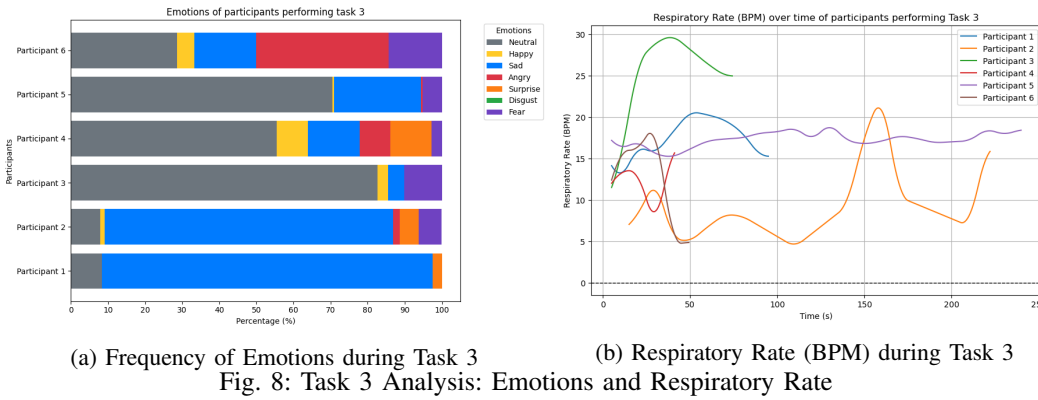 Emotions of participants performing task 3
Participant 6
Participant 5
Participant 4
Participant 3
Participant 2
Participant 1
Participants
0 10 20 30 40 50 60 70 80 90 100
Percentage (%)
Emotions
Neutral
Happy
Sad
Angry
Surprise
Disgust
Fear
Respiratory Rate (BPM) over time of participants performing Task 3
30
25
20
15
10
5
0
Respiratory Rate (BPM)
0 50 100 150 200 250
Time (s)
Participant 1
Participant 2
Participant 3
Participant 4
Participant 5
Participant 6
(a) Frequency of Emotions during Task 3
(b) Respiratory Rate (BPM) during Task 3
Fig. 8: Task 3 Analysis: Emotions and Respiratory Rate